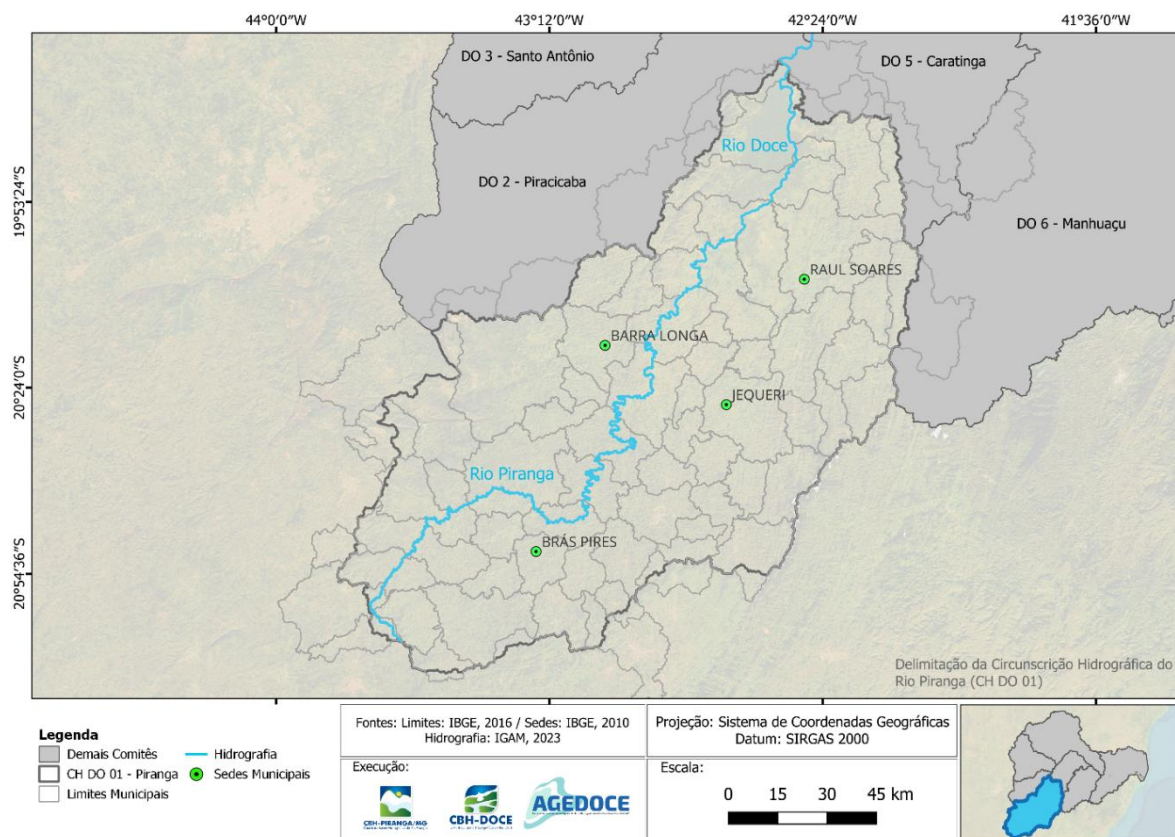 44°0'0"W
43°12'0"W
42°24'0"W
41°36'0"W
DO 3 - Santo Antônio
DO 5 - Caratinga
Rio Doce
DO 2 - Piracicaba
19°53'24"S
DO 6 - Manhuaçu
RAUL SOARES
BARRA LONGA
20°24'0"S
JEQUERI
Rio Piranga
BRÁS PIRES
20°54'36"S
Delimitação da Circunscrição Hidrográfica do
Rio Piranga (CH DO 01)
Legenda
Demais Comitês
Hidrografia
CH DO 01 - Piranga
Sedes Municipais
Limites Municipais
Fontes: Limites: IBGE, 2016 / Sedes: IBGE, 2010
Hidrografia: IGAM, 2023
Projeção: Sistema de Coordenadas Geográficas
Datum: SIRGAS 2000
Execução:
CBH-PIRANGA/MG
CBH-DOCE
AGEDOCE
Escala:
0 15 30 45 km